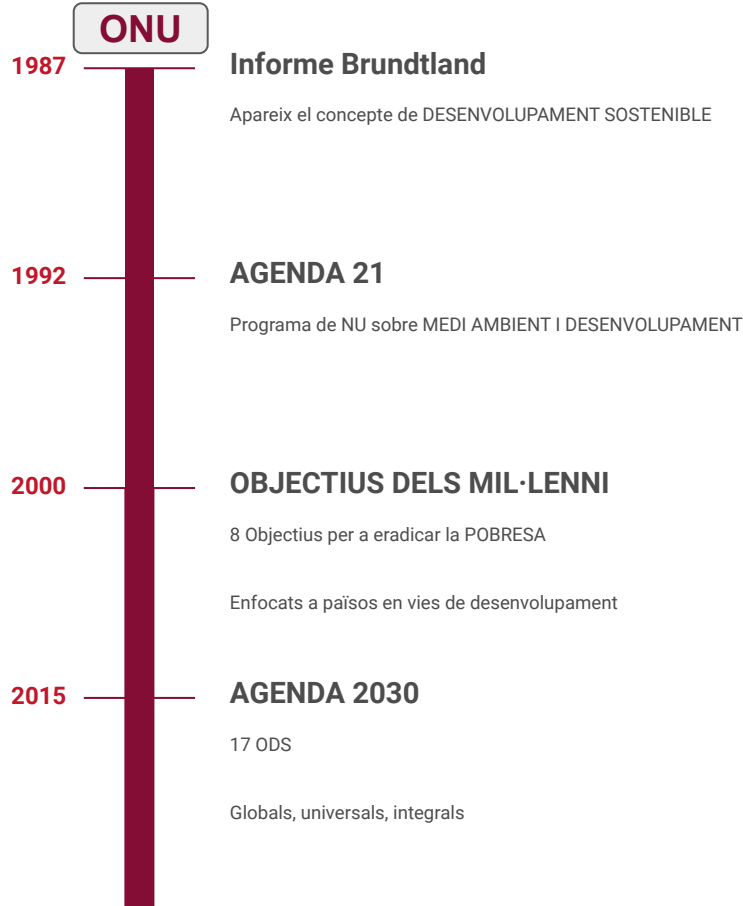 ONU
1987
Informe Brundtland
Apareix el concepte de DESENVOLUPAMENT SOSTENIBLE
1992
AGENDA 21
Programa de NU sobre MEDI AMBIENT I DESENVOLUPAMENT
2000
OBJECTIUS DELS MIL·LENNI
8 Objectius per a eradicar la POBRESA
Enfocats a països en vies de desenvolupament
2015
AGENDA 2030
17 ODS
Globals, universals, integrals